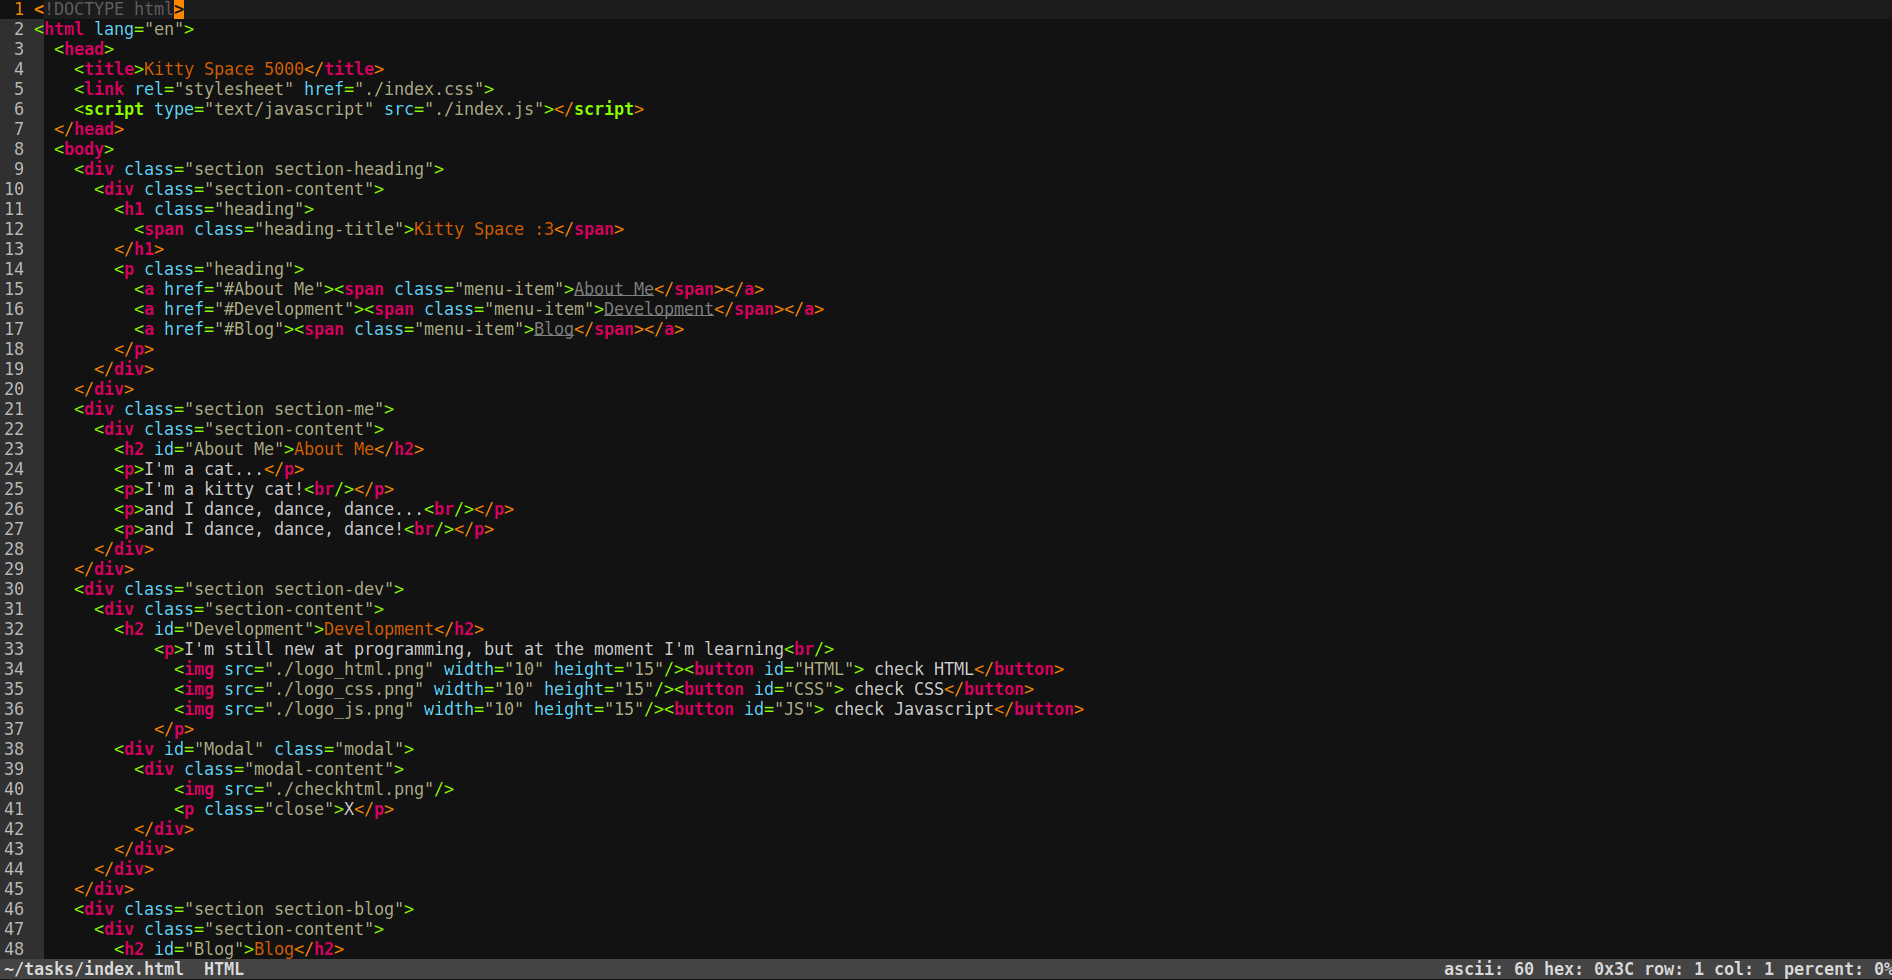 1 <!DOCTYPE html>
2 <html lang="en">
3   <head>
4     <title>Kitty Space 5000</title>
5     <link rel="stylesheet" href="./index.css">
6     <script type="text/javascript" src="./index.js"></script>
7   </head>
8   <body>
9     <div class="section section-heading">
10       <div class="section-content">
11         <h1 class="heading">
12           <span class="heading-title">Kitty Space :3</span>
13         </h1>
14         <p class="heading">
15           <a href="#About Me"><span class="menu-item">About Me</span></a>
16           <a href="#Development"><span class="menu-item">Development</span></a>
17           <a href="#Blog"><span class="menu-item">Blog</span></a>
18         </p>
19       </div>
20     </div>
21     <div class="section section-me">
22       <div class="section-content">
23         <h2 id="About Me">About Me</h2>
24         <p>I'm a cat...</p>
25         <p>I'm a kitty cat!<br/></p>
26         <p>and I dance, dance, dance...<br/></p>
27         <p>and I dance, dance, dance!<br/></p>
28       </div>
29     </div>
30     <div class="section section-dev">
31       <div class="section-content">
32         <h2 id="Development">Development</h2>
33             <p>I'm still new at programming, but at the moment I'm learning<br/>
34               <img src="./logo_html.png" width="10" height="15"/><button id="HTML"> check HTML</button>
35               <img src="./logo_css.png" width="10" height="15"/><button id="CSS"> check CSS</button>
36               <img src="./logo_js.png" width="10" height="15"/><button id="JS"> check Javascript</button>
37             </p>
38         <div id="Modal" class="modal">
39           <div class="modal-content">
40               <img src="./checkhtml.png"/>
41               <p class="close">X</p>
42           </div>
43         </div>
44       </div>
45     </div>
46     <div class="section section-blog">
47       <div class="section-content">
48         <h2 id="Blog">Blog</h2>
~/tasks/index.html  HTML ascii: 60 hex: 0x3C row: 1 col: 1 percent: 0%